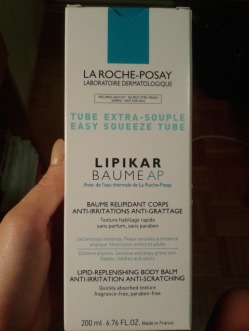 LA ROCHE-POSAY
LABORATOIRE DERMATOLOGIQUE
TUBE EXTRA-SOUPLE
EASY SQUEEZE TUBE
LIPIKAR
BAUME AP
Avec de l'eau thermale de La Roche-Posay
BAUME RELIPIDANT CORPS
ANTI-IRRITATIONS ANTI-GRATTAGE
Texture habillage rapide
sans parfum, sans paraben
LIPID-REPLENISHING BODY BALM
ANTI-IRRITATION ANTI-SCRATCHING
Quickly absorbed texture
fragrance-free, paraben-free
200 ml 6.76 FL.OZ. Made in France